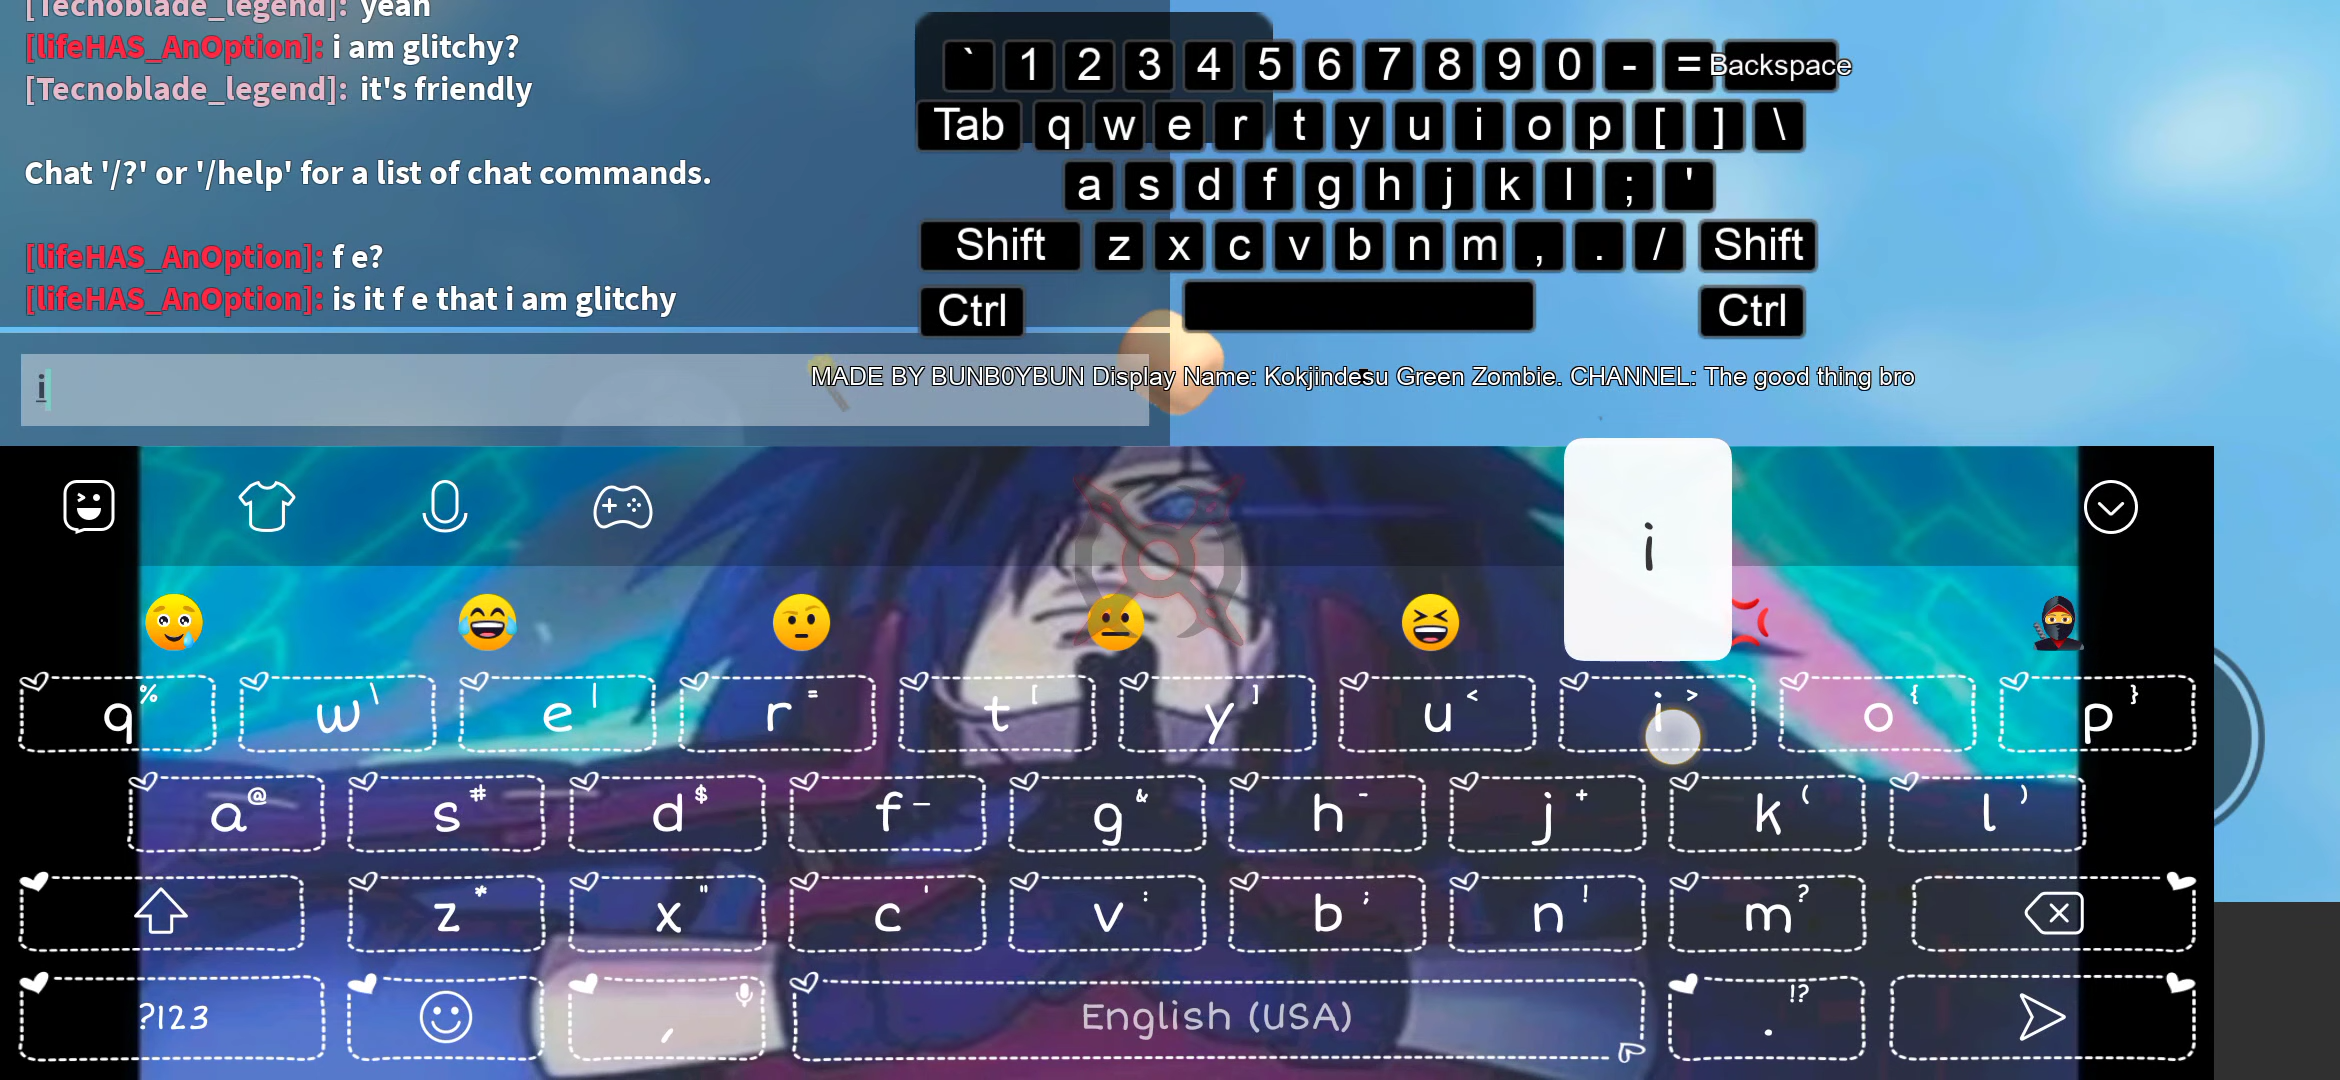 [Tecnoblade_legend]: yeah
[lifeHAS_AnOption]: i am glitchy?
[Tecnoblade_legend]: it's friendly
Chat '/?' or '/help' for a list of chat commands.
[lifeHAS_AnOption]: f e?
[lifeHAS_AnOption]: is it f e that i am glitchy
i
` 1 2 3 4 5 6 7 8 9 0 - = Backspace
Tab q w e r t y u i o p [ ] \
a s d f g h j k l ; '
Shift z x c v b n m , . / Shift
Ctrl Ctrl
MADE BY BUNB0YBUN Display Name: Kokjindesu Green Zombie. CHANNEL: The good thing bro
i
q % w \ e | r = t [ y ] u < i > o { p }
a @ s # d $ f _ g & h - j + k ( l )
z * x " c ' v : b ; n ! m ?
?123 , English (USA) . !?